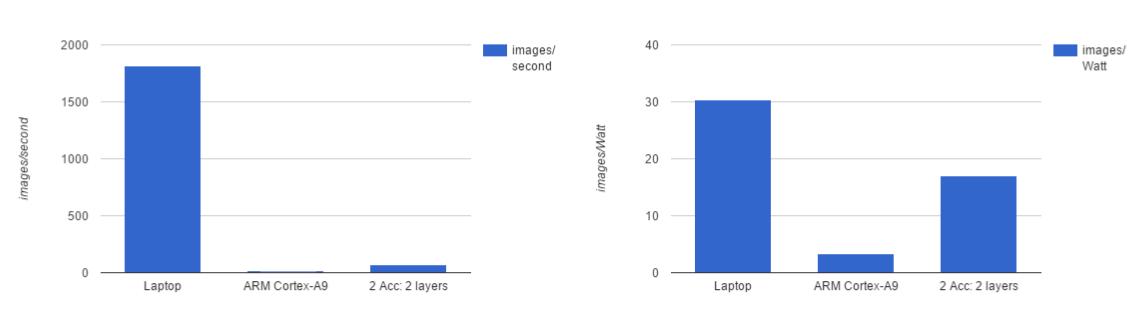 2000
1500
1000
500
0
images/second
Laptop
ARM Cortex-A9
2 Acc: 2 layers
images/
second
40
30
20
10
0
images/Watt
Laptop
ARM Cortex-A9
2 Acc: 2 layers
images/
Watt